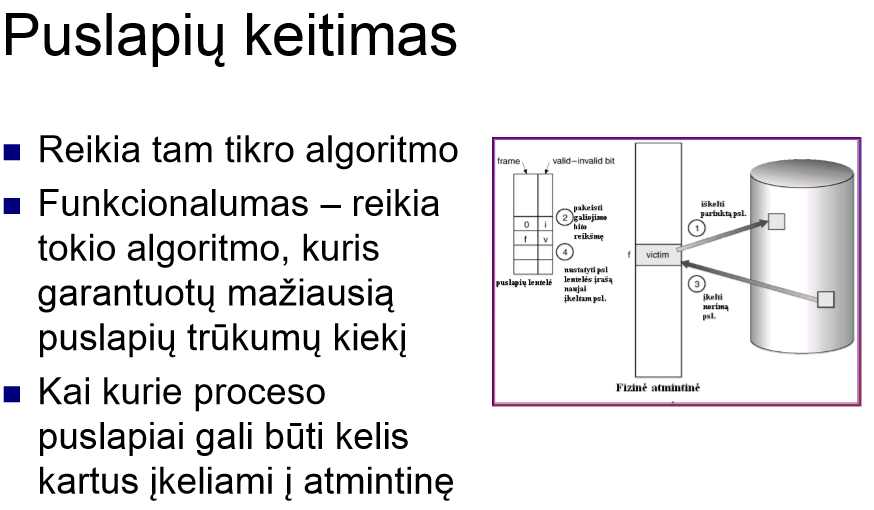 Puslapių keitimas
Reikia tam tikro algoritmo
Funkcionalumas – reikia
tokio algoritmo, kuris
garantuotų mažiausią
puslapių trūkumų kiekį
Kai kurie proceso
puslapiai gali būti kelis
kartus įkeliami į atmintinę
frame
valid–invalid bit
0 i
f v
puslapių lentelė
2
pakeisti
galiojimo
bito
reikšmę
4
nustatyti psl
lentelės įrašą
naujai
įkeltam psl.
f
victim
Fizinė atmintinė
iškelti
parinktą psl.
1
3
įkelti
norimą
psl.